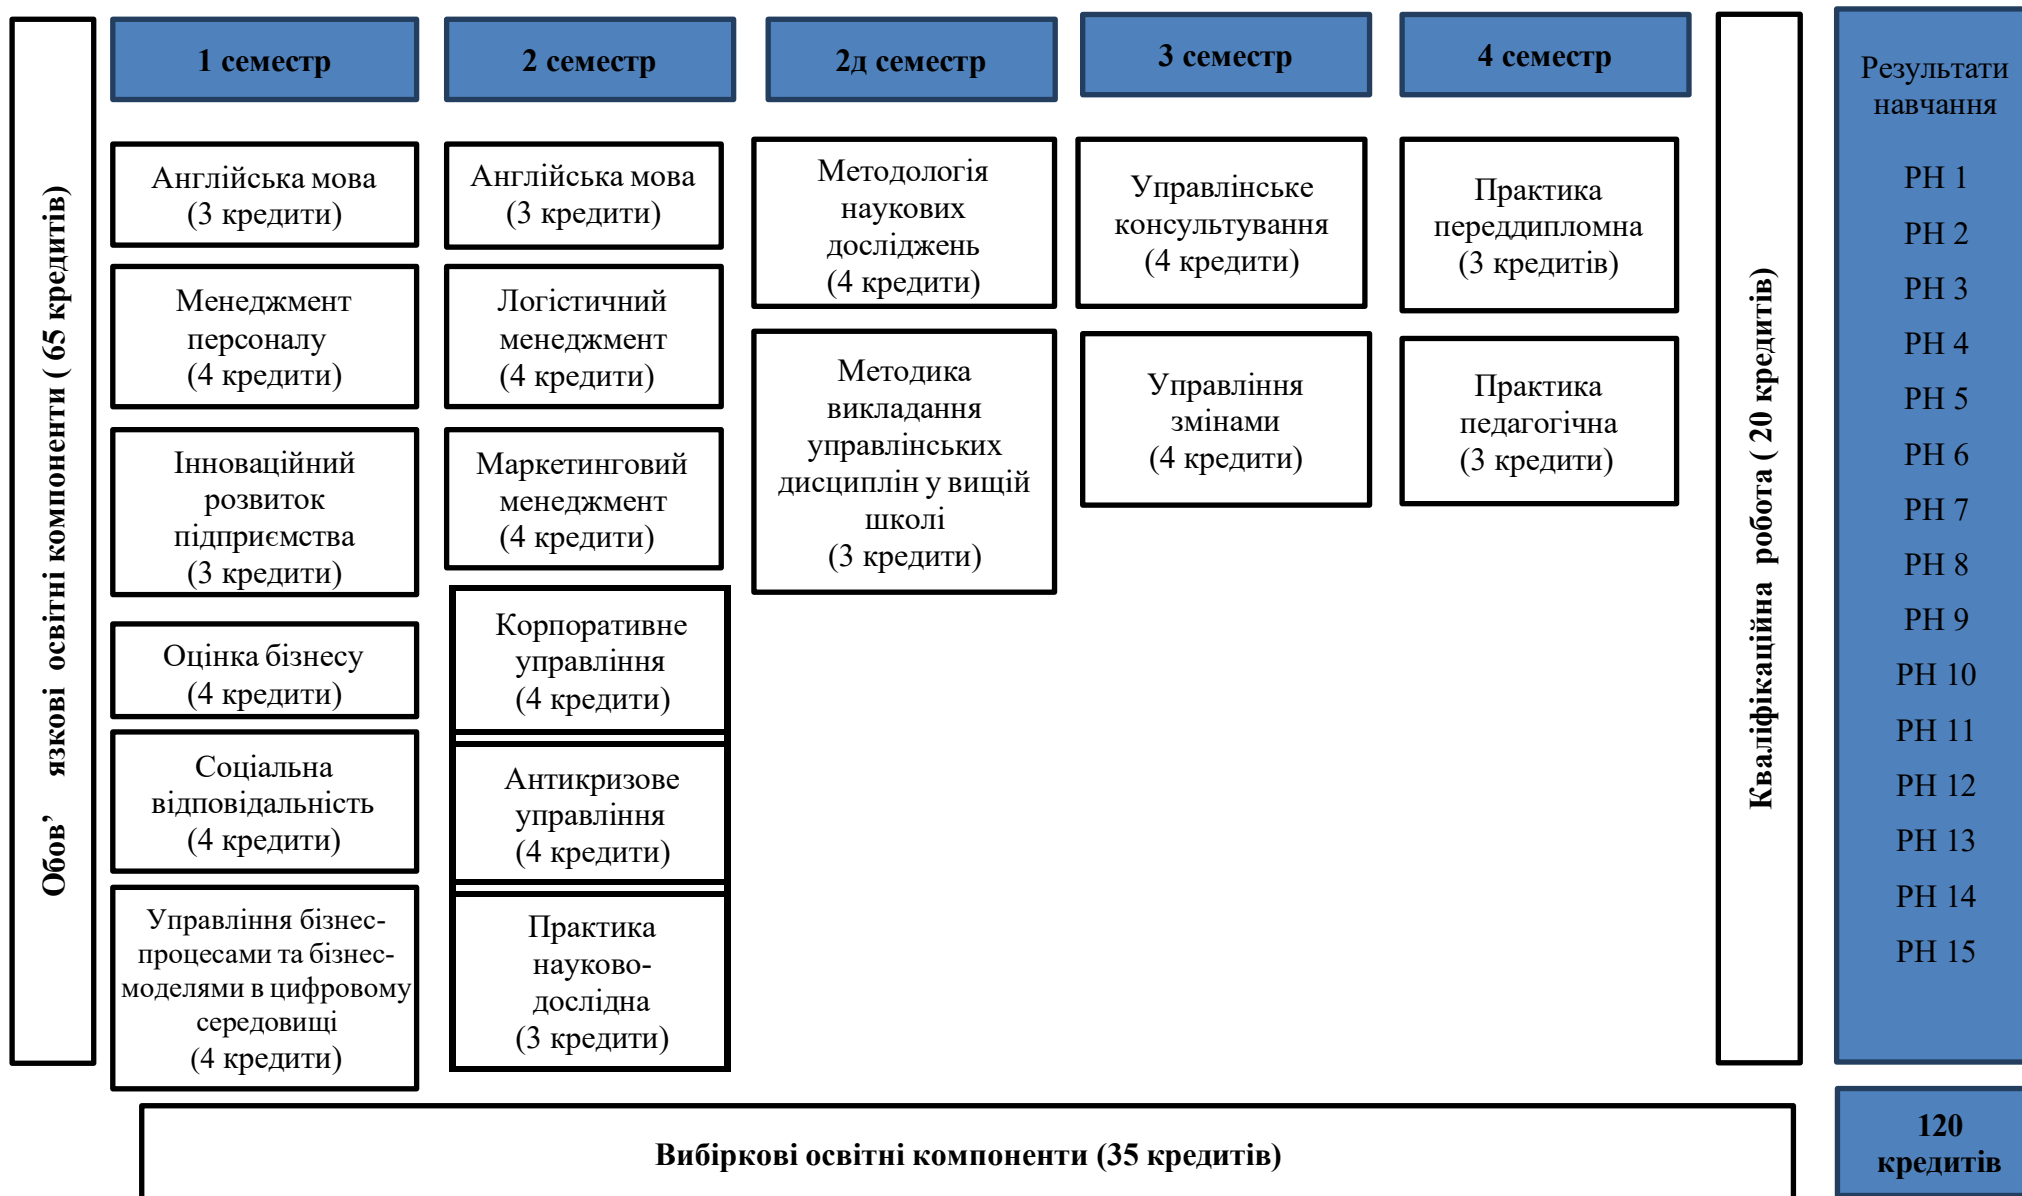 Обов’ язкові освітні компоненти ( 65 кредитів)
1 семестр
Англійська мова
(3 кредити)
Менеджмент
персоналу
(4 кредити)
Інноваційний
розвиток
підприємства
(3 кредити)
Оцінка бізнесу
(4 кредити)
Соціальна
відповідальність
(4 кредити)
Управління бізнес-
процесами та бізнес-
моделями в цифровому
середовищі
(4 кредити)
2 семестр
Англійська мова
(3 кредити)
Логістичний
менеджмент
(4 кредити)
Маркетинговий
менеджмент
(4 кредити)
Корпоративне
управління
(4 кредити)
Антикризове
управління
(4 кредити)
Практика
науково-
дослідна
(3 кредити)
2д семестр
Методологія
наукових
досліджень
(4 кредити)
Методика
викладання
управлінських
дисциплін у вищій
школі
(3 кредити)
3 семестр
Управлінське
консультування
(4 кредити)
Управління
змінами
(4 кредити)
4 семестр
Практика
переддипломна
(3 кредитів)
Практика
педагогічна
(3 кредити)
Кваліфікаційна робота ( 20 кредитів)
Результати
навчання
РН 1
РН 2
РН 3
РН 4
РН 5
РН 6
РН 7
РН 8
РН 9
РН 10
РН 11
РН 12
РН 13
РН 14
РН 15
Вибіркові освітні компоненти (35 кредитів)
120
кредитів